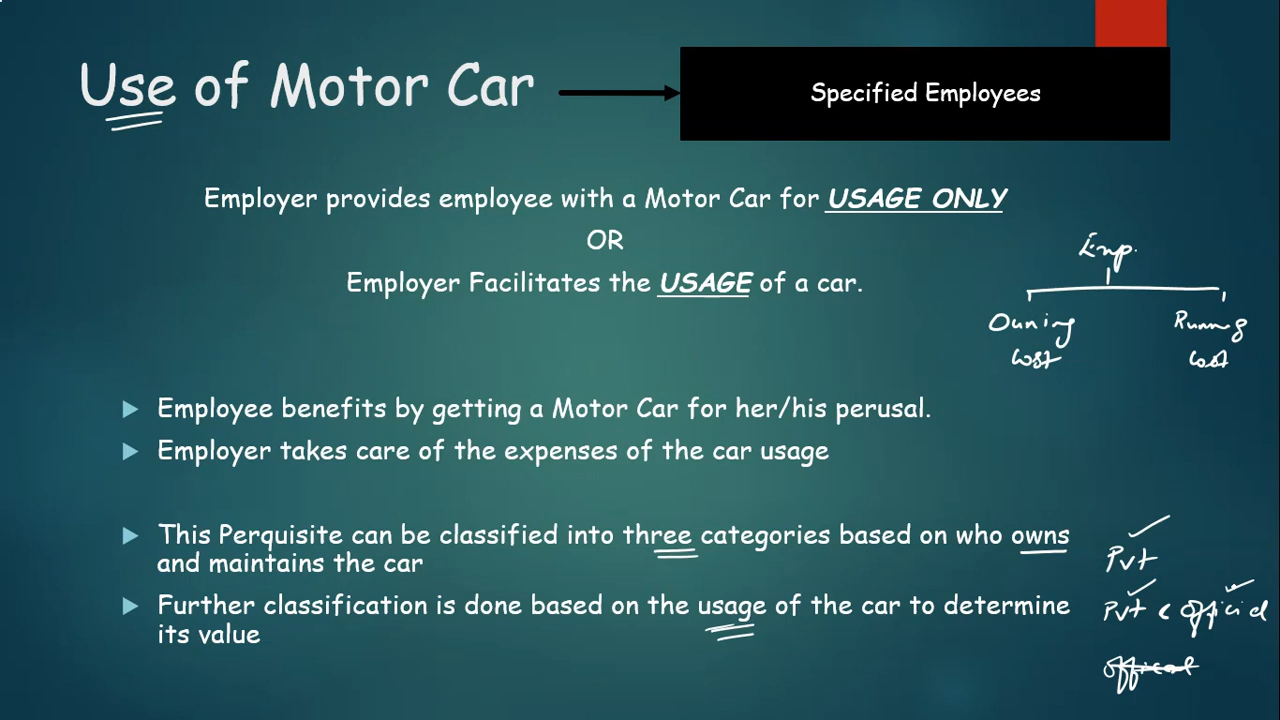 Use of Motor Car
Specified Employees
Employer provides employee with a Motor Car for USAGE ONLY
OR
Employer Facilitates the USAGE of a car.
Emp.
Owning Running
Cost Cost
Employee benefits by getting a Motor Car for her/his perusal.
Employer takes care of the expenses of the car usage
This Perquisite can be classified into three categories based on who owns
and maintains the car
Pvt
Further classification is done based on the usage of the car to determine
its value
Pvt < official
official